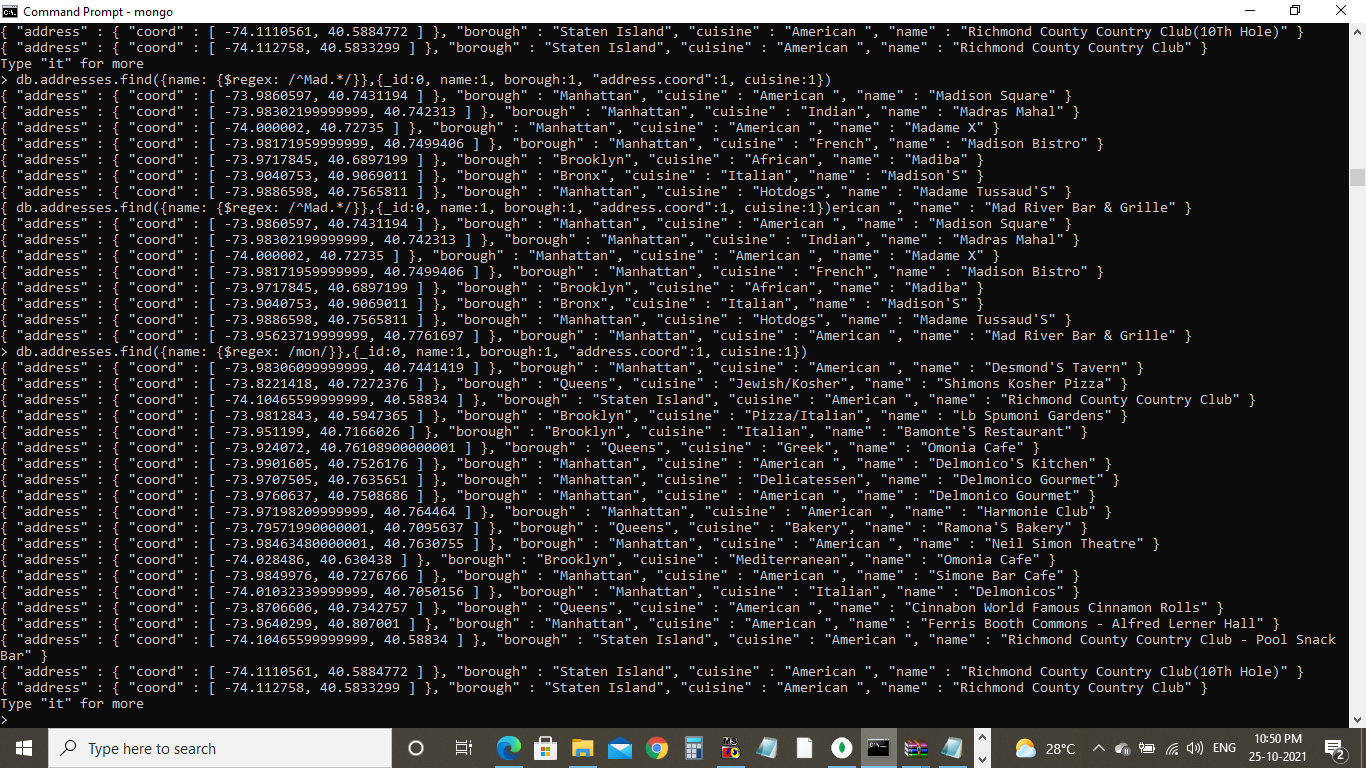 Command Prompt - mongo
{ "address" : { "coord" : [ -74.1110561, 40.5884772 ] }, "borough" : "Staten Island", "cuisine" : "American ", "name" : "Richmond County Country Club(10Th Hole)" }
{ "address" : { "coord" : [ -74.112758, 40.5833299 ] }, "borough" : "Staten Island", "cuisine" : "American ", "name" : "Richmond County Country Club" }
Type "it" for more
> db.addresses.find({name: {$regex: /^Mad.*/}},{_id:0, name:1, borough:1, "address.coord":1, cuisine:1})
{ "address" : { "coord" : [ -73.9860597, 40.7431194 ] }, "borough" : "Manhattan", "cuisine" : "American ", "name" : "Madison Square" }
{ "address" : { "coord" : [ -73.98302199999999, 40.742313 ] }, "borough" : "Manhattan", "cuisine" : "Indian", "name" : "Madras Mahal" }
{ "address" : { "coord" : [ -74.000002, 40.72735 ] }, "borough" : "Manhattan", "cuisine" : "American ", "name" : "Madame X" }
{ "address" : { "coord" : [ -73.98171959999999, 40.7499406 ] }, "borough" : "Manhattan", "cuisine" : "French", "name" : "Madison Bistro" }
{ "address" : { "coord" : [ -73.9717845, 40.6897199 ] }, "borough" : "Brooklyn", "cuisine" : "African", "name" : "Madiba" }
{ "address" : { "coord" : [ -73.9040753, 40.9069011 ] }, "borough" : "Bronx", "cuisine" : "Italian", "name" : "Madison'S" }
{ "address" : { "coord" : [ -73.9886598, 40.7565811 ] }, "borough" : "Manhattan", "cuisine" : "Hotdogs", "name" : "Madame Tussaud'S" }
{ db.addresses.find({name: {$regex: /^Mad.*/}},{_id:0, name:1, borough:1, "address.coord":1, cuisine:1})erican ", "name" : "Mad River Bar & Grille" }
{ "address" : { "coord" : [ -73.9860597, 40.7431194 ] }, "borough" : "Manhattan", "cuisine" : "American ", "name" : "Madison Square" }
{ "address" : { "coord" : [ -73.98302199999999, 40.742313 ] }, "borough" : "Manhattan", "cuisine" : "Indian", "name" : "Madras Mahal" }
{ "address" : { "coord" : [ -74.000002, 40.72735 ] }, "borough" : "Manhattan", "cuisine" : "American ", "name" : "Madame X" }
{ "address" : { "coord" : [ -73.98171959999999, 40.7499406 ] }, "borough" : "Manhattan", "cuisine" : "French", "name" : "Madison Bistro" }
{ "address" : { "coord" : [ -73.9717845, 40.6897199 ] }, "borough" : "Brooklyn", "cuisine" : "African", "name" : "Madiba" }
{ "address" : { "coord" : [ -73.9040753, 40.9069011 ] }, "borough" : "Bronx", "cuisine" : "Italian", "name" : "Madison'S" }
{ "address" : { "coord" : [ -73.9886598, 40.7565811 ] }, "borough" : "Manhattan", "cuisine" : "Hotdogs", "name" : "Madame Tussaud'S" }
{ "address" : { "coord" : [ -73.95623719999999, 40.7761697 ] }, "borough" : "Manhattan", "cuisine" : "American ", "name" : "Mad River Bar & Grille" }
> db.addresses.find({name: {$regex: /mon/}},{_id:0, name:1, borough:1, "address.coord":1, cuisine:1})
{ "address" : { "coord" : [ -73.98306099999999, 40.7441419 ] }, "borough" : "Manhattan", "cuisine" : "American ", "name" : "Desmond'S Tavern" }
{ "address" : { "coord" : [ -73.8221418, 40.7272376 ] }, "borough" : "Queens", "cuisine" : "Jewish/Kosher", "name" : "Shimons Kosher Pizza" }
{ "address" : { "coord" : [ -74.10465599999999, 40.58834 ] }, "borough" : "Staten Island", "cuisine" : "American ", "name" : "Richmond County Country Club" }
{ "address" : { "coord" : [ -73.9812843, 40.5947365 ] }, "borough" : "Brooklyn", "cuisine" : "Pizza/Italian", "name" : "Lb Spumoni Gardens" }
{ "address" : { "coord" : [ -73.951199, 40.7166026 ] }, "borough" : "Brooklyn", "cuisine" : "Italian", "name" : "Bamonte'S Restaurant" }
{ "address" : { "coord" : [ -73.924072, 40.76108900000001 ] }, "borough" : "Queens", "cuisine" : "Greek", "name" : "Omonia Cafe" }
{ "address" : { "coord" : [ -73.9901605, 40.7526176 ] }, "borough" : "Manhattan", "cuisine" : "American ", "name" : "Delmonico'S Kitchen" }
{ "address" : { "coord" : [ -73.9707505, 40.7635651 ] }, "borough" : "Manhattan", "cuisine" : "Delicatessen", "name" : "Delmonico Gourmet" }
{ "address" : { "coord" : [ -73.9760637, 40.7508686 ] }, "borough" : "Manhattan", "cuisine" : "American ", "name" : "Delmonico Gourmet" }
{ "address" : { "coord" : [ -73.97198209999999, 40.764464 ] }, "borough" : "Manhattan", "cuisine" : "American ", "name" : "Harmonie Club" }
{ "address" : { "coord" : [ -73.79571990000001, 40.7095637 ] }, "borough" : "Queens", "cuisine" : "Bakery", "name" : "Ramona'S Bakery" }
{ "address" : { "coord" : [ -73.98463480000001, 40.7630755 ] }, "borough" : "Manhattan", "cuisine" : "American ", "name" : "Neil Simon Theatre" }
{ "address" : { "coord" : [ -74.028486, 40.630438 ] }, "borough" : "Brooklyn", "cuisine" : "Mediterranean", "name" : "Omonia Cafe" }
{ "address" : { "coord" : [ -73.9849976, 40.7276766 ] }, "borough" : "Manhattan", "cuisine" : "American ", "name" : "Simone Bar Cafe" }
{ "address" : { "coord" : [ -74.01032339999999, 40.7050156 ] }, "borough" : "Manhattan", "cuisine" : "Italian", "name" : "Delmonicos" }
{ "address" : { "coord" : [ -73.8706606, 40.7342757 ] }, "borough" : "Queens", "cuisine" : "American ", "name" : "Cinnabon World Famous Cinnamon Rolls" }
{ "address" : { "coord" : [ -73.9640299, 40.807001 ] }, "borough" : "Manhattan", "cuisine" : "American ", "name" : "Ferris Booth Commons - Alfred Lerner Hall" }
{ "address" : { "coord" : [ -74.10465599999999, 40.58834 ] }, "borough" : "Staten Island", "cuisine" : "American ", "name" : "Richmond County Country Club - Pool Snack
Bar" }
{ "address" : { "coord" : [ -74.1110561, 40.5884772 ] }, "borough" : "Staten Island", "cuisine" : "American ", "name" : "Richmond County Country Club(10Th Hole)" }
{ "address" : { "coord" : [ -74.112758, 40.5833299 ] }, "borough" : "Staten Island", "cuisine" : "American ", "name" : "Richmond County Country Club" }
Type "it" for more
>
Type here to search
28°C
ENG
10:50 PM
25-10-2021
2